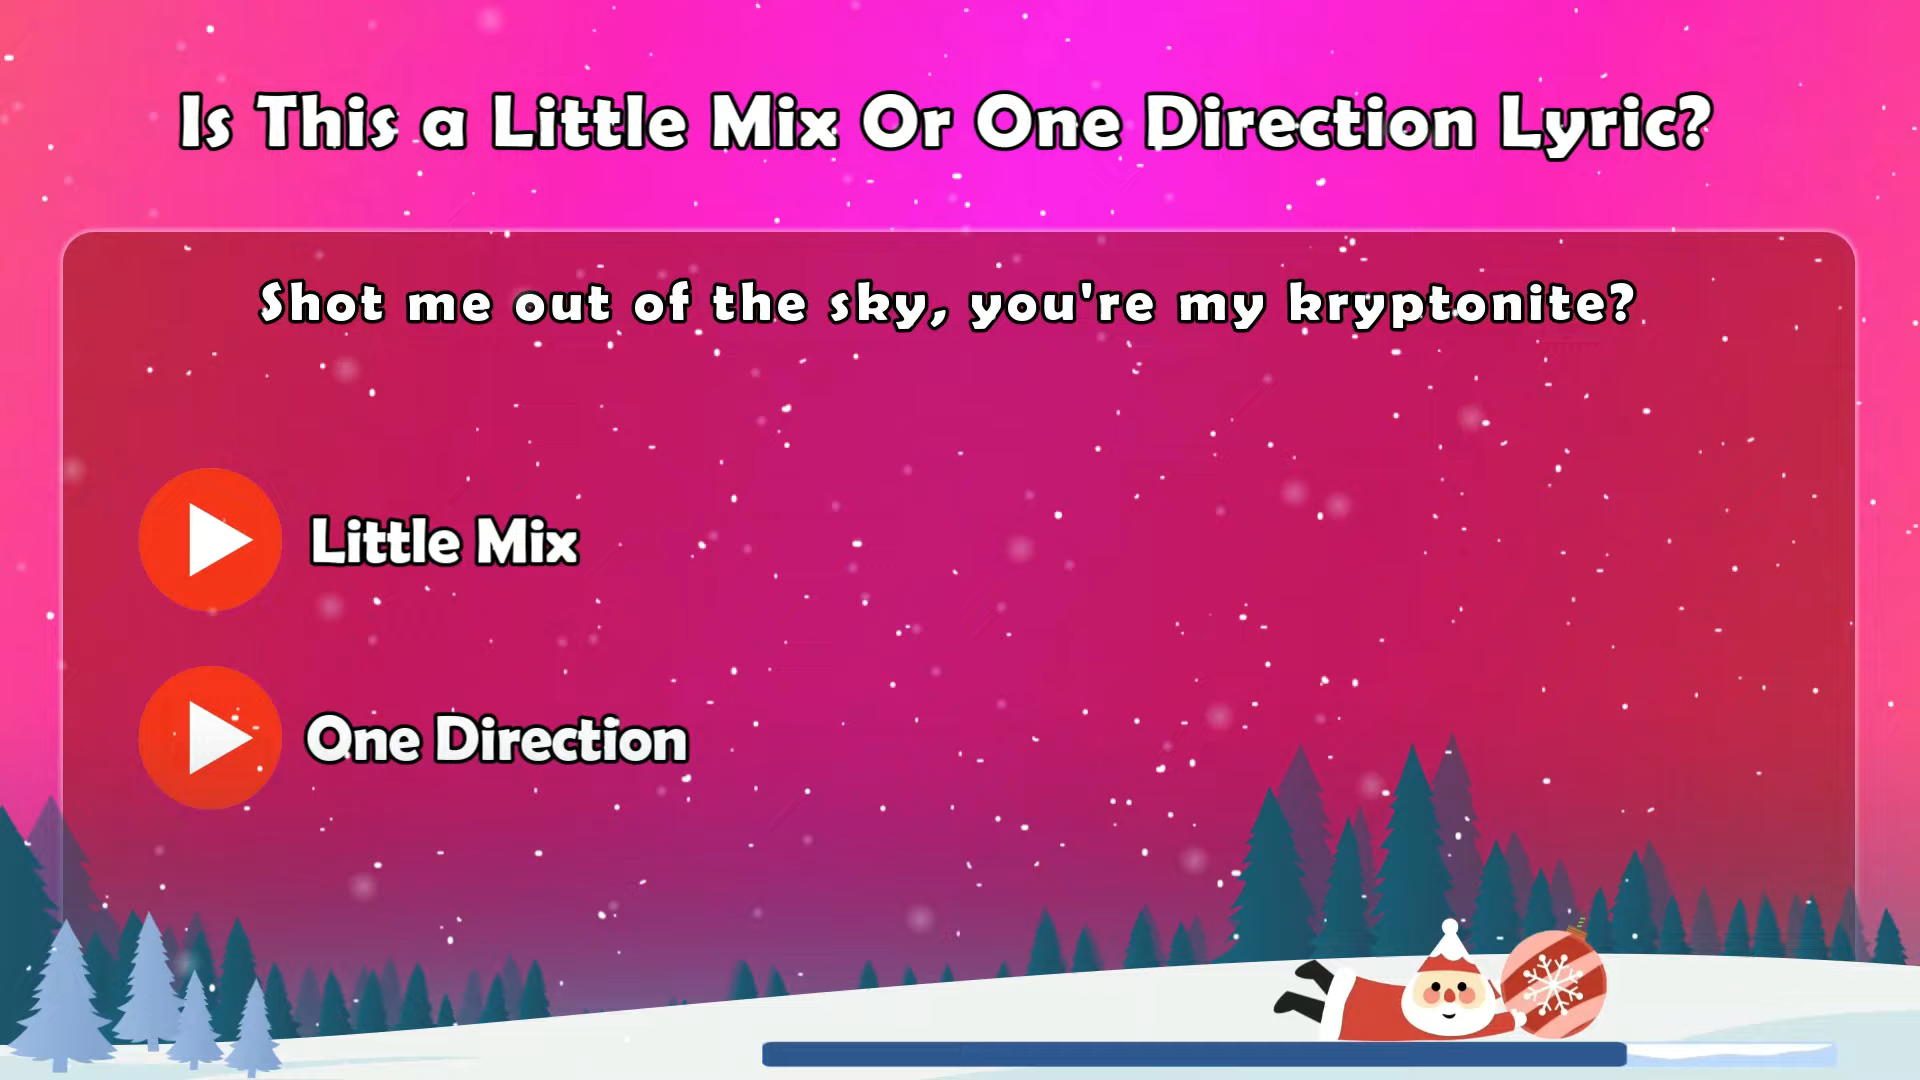 Is This a Little Mix Or One Direction Lyric?
Shot me out of the sky, you're my kryptonite?
Little Mix
One Direction